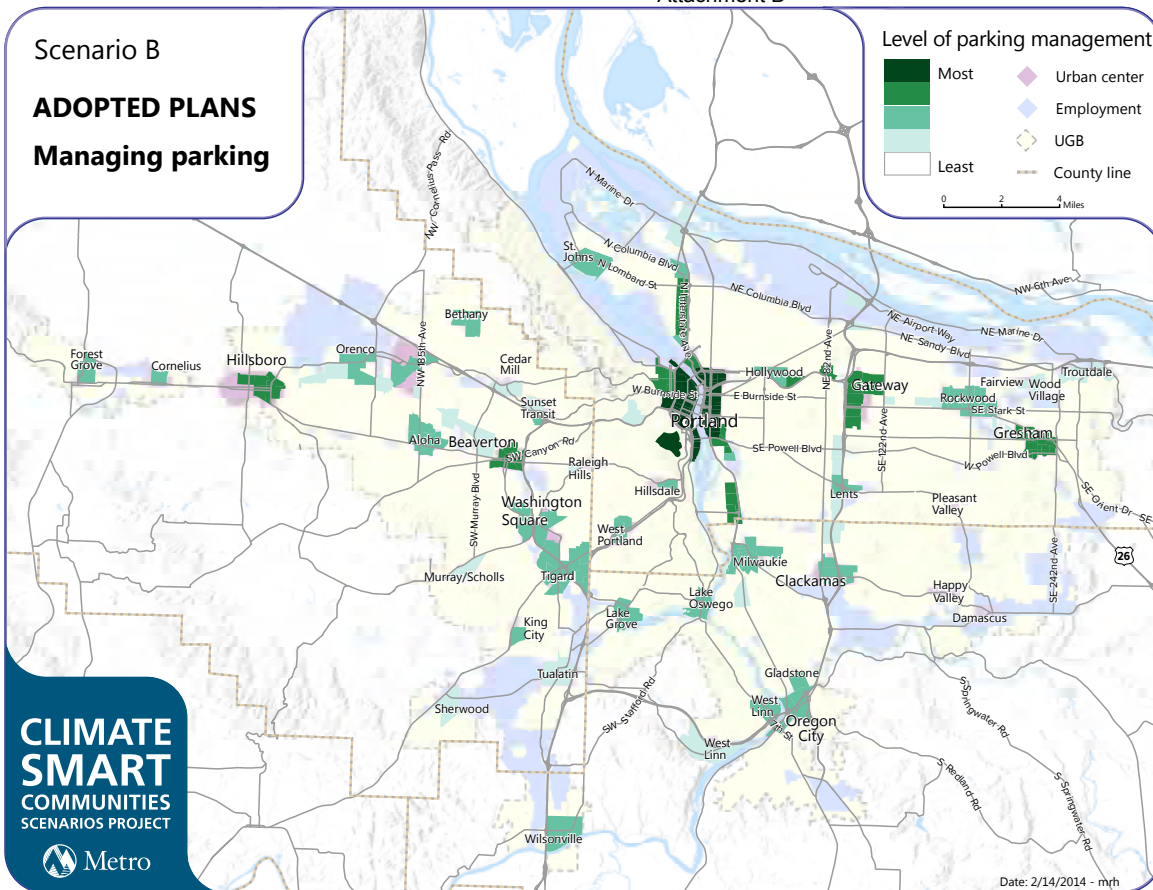 Attachment B
Scenario B
ADOPTED PLANS
Managing parking
Level of parking management
Most
Least
Urban center
Employment
UGB
County line
0 2 4 Miles
NW Cornelius Pass Rd
N Marine Dr
St. Johns
N Columbia Blvd
N Lombard St
NE Columbia Blvd
NW 6th Ave
NE Airport Way
NE Marine Dr
NE Sandy Blvd
NE 82nd Ave
Bethany
NW 185th Ave
Forest Grove
Cornelius
Hillsboro
Orenco
Cedar Mill
Sunset Transit
W Burnside St
Hollywood
E Burnside St
Gateway
Fairview
Wood Village
Troutdale
Rockwood
SE Stark St
Portland
Aloha
Beaverton
SW Canyon Rd
Raleigh Hills
SE Powell Blvd
SE 122nd Ave
W Powell Blvd
Gresham
SE Orient Dr
SE
Hillsdale
Lents
Pleasant Valley
Washington Square
SW Murray Blvd
West Portland
Murray/Scholls
Tigard
Milwaukie
Clackamas
SE 242nd Ave
26
Happy Valley
Damascus
Lake Oswego
Lake Grove
King City
Tualatin
Gladstone
SW Stafford Rd
West Linn
7th St
Oregon City
Sherwood
West Linn
S Springwater Rd
S Redland Rd
S Springwater Rd
Wilsonville
CLIMATE
SMART
COMMUNITIES
SCENARIOS PROJECT
Metro
Date: 2/14/2014 - mrh